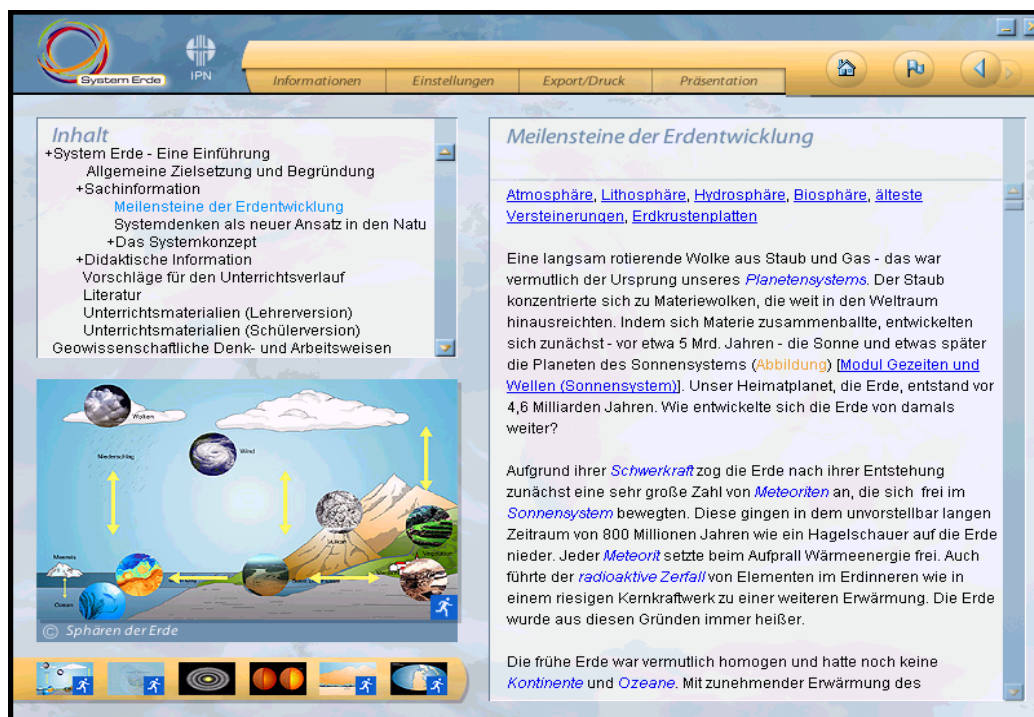 System Erde
IPN
Informationen
Einstellungen
Export/Druck
Präsentation
Inhalt
+System Erde - Eine Einführung
Allgemeine Zielsetzung und Begründung
+Sachinformation
Meilensteine der Erdentwicklung
Systemdenken als neuer Ansatz in den Natu
+Das Systemkonzept
+Didaktische Information
Vorschläge für den Unterrichtsverlauf
Literatur
Unterrichtsmaterialien (Lehrerversion)
Unterrichtsmaterialien (Schülerversion)
Geowissenschaftliche Denk- und Arbeitsweisen
Wolken
Niederschlag
Wind
Vulkan
Vegetation
Meereis
Ozean
© Sphären der Erde
Meilensteine der Erdentwicklung
Atmosphäre, Lithosphäre, Hydrosphäre, Biosphäre, älteste
Versteinerungen, Erdkrustenplatten
Eine langsam rotierende Wolke aus Staub und Gas - das war
vermutlich der Ursprung unseres Planetensystems. Der Staub
konzentrierte sich zu Materiewolken, die weit in den Weltraum
hinausreichten. Indem sich Materie zusammenballte, entwickelten
sich zunächst - vor etwa 5 Mrd. Jahren - die Sonne und etwas später
die Planeten des Sonnensystems (Abbildung) [Modul Gezeiten und
Wellen (Sonnensystem)]. Unser Heimatplanet, die Erde, entstand vor
4,6 Milliarden Jahren. Wie entwickelte sich die Erde von damals
weiter?
Aufgrund ihrer Schwerkraft zog die Erde nach ihrer Entstehung
zunächst eine sehr große Zahl von Meteoriten an, die sich frei im
Sonnensystem bewegten. Diese gingen in dem unvorstellbar langen
Zeitraum von 800 Millionen Jahren wie ein Hagelschauer auf die Erde
nieder. Jeder Meteorit setzte beim Aufprall Wärmeenergie frei. Auch
führte der radioaktive Zerfall von Elementen im Erdinneren wie in
einem riesigen Kernkraftwerk zu einer weiteren Erwärmung. Die Erde
wurde aus diesen Gründen immer heißer.
Die frühe Erde war vermutlich homogen und hatte noch keine
Kontinente und Ozeane. Mit zunehmender Erwärmung des